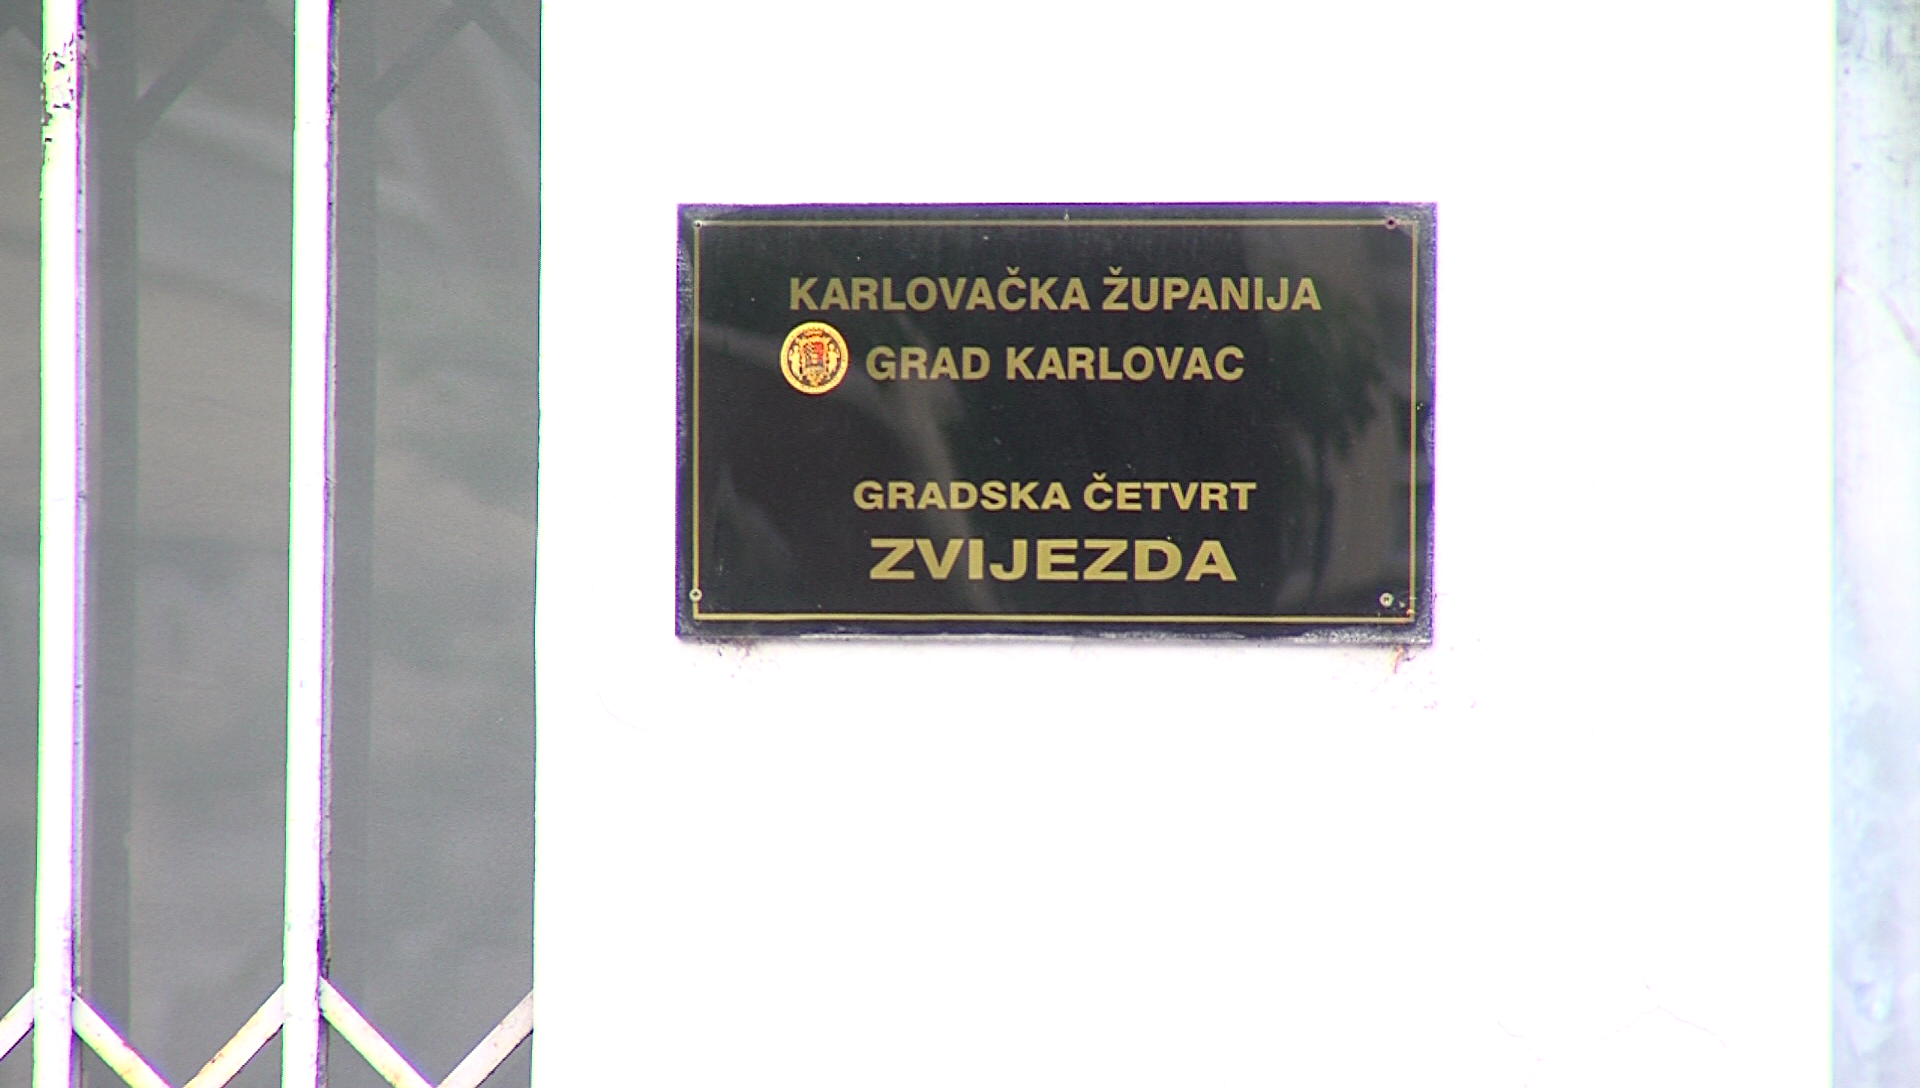 KARLOVAČKA ŽUPANIJA
GRAD KARLOVAC
GRADSKA ČETVRT
ZVIJEZDA